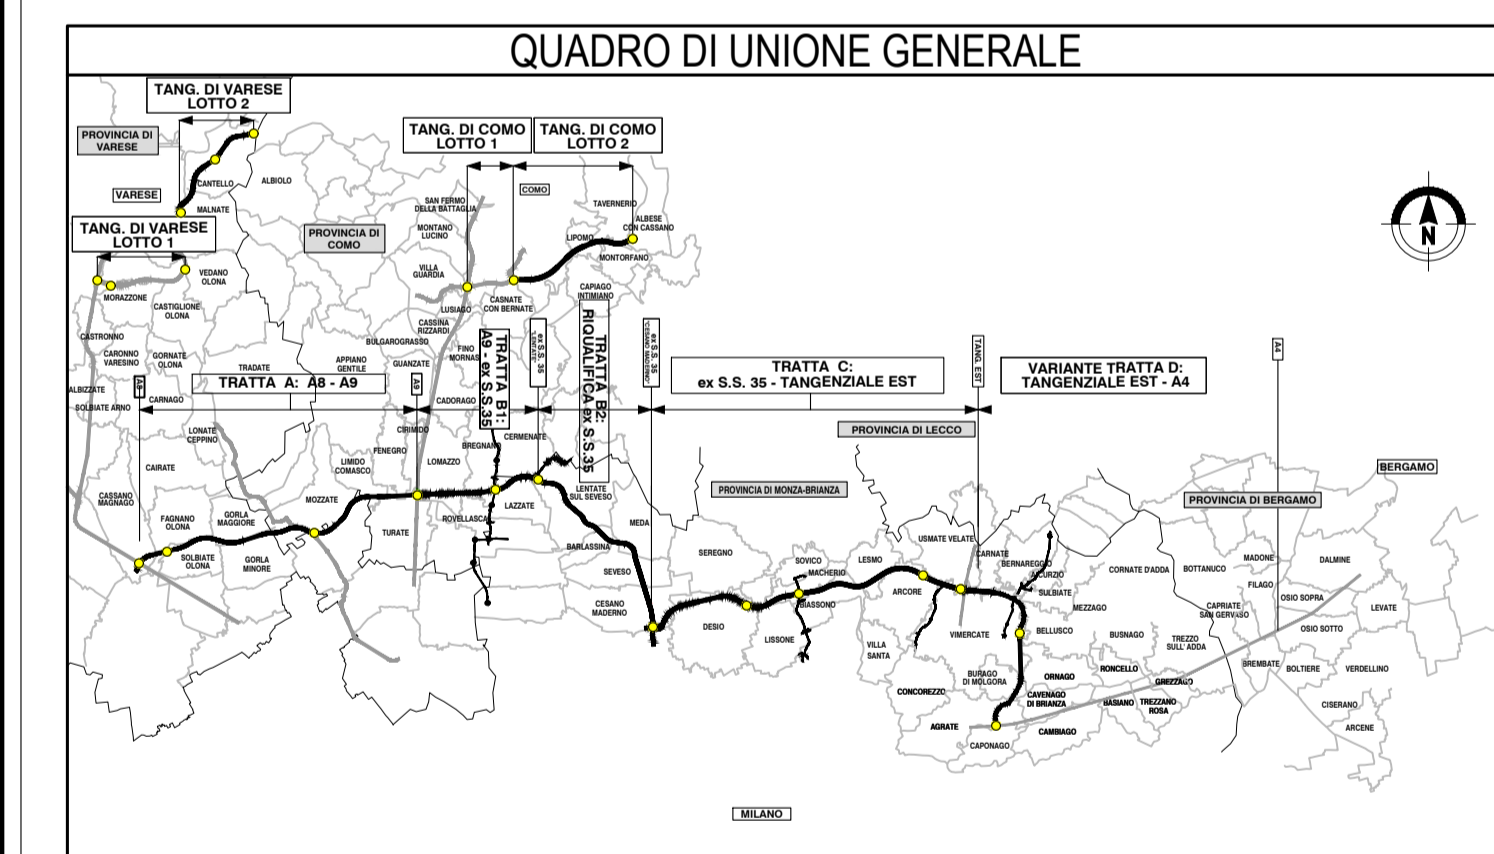 QUADRO DI UNIONE GENERALE
TANG. DI VARESE
LOTTO 2
PROVINCIA DI
VARESE
TANG. DI COMO
LOTTO 1
TANG. DI COMO
LOTTO 2
CANTELLO
ALBIOLO
VARESE
MALNATE
COMO
SAN FERMO
DELLA BATTAGLIA
TAVERNERIO
ALBESE
CON CASSANO
TANG. DI VARESE
LOTTO 1
PROVINCIA DI
COMO
MONTANO
LUCINO
LIPOMO
MONTORFANO
N
VEDANO
OLONA
VILLA
GUARDIA
MORAZZONE
CASTIGLIONE
OLONA
LUSIAGO
CASNATE
CON BERNATE
CAPIAGO
INTIMIANO
CASTRONNO
CASSINA
RIZZARDI
BULGAROGRASSO
CARONNO
VARESINO
GORNATE
OLONA
TRADATE
APPIANO
GENTILE
GUANZATE
FINO
MORNAS
TRATTA B1:
A9 - ex S.S.35
ex S.S. 35
"LENTATE"
TRATTA B2:
RIQUALIFICA ex S.S.35
ex S.S. 35
"CESANO MADERNO"
TRATTA C:
ex S.S. 35 - TANGENZIALE EST
TANG. EST
VARIANTE TRATTA D:
TANGENZIALE EST - A4
A4
ALBIZZATE
A8
TRATTA A: A8 - A9
A9
SOLBIATE ARNO
CARNAGO
CADORAGO
LONATE
CEPPINO
CIRIMIDO
BREGNANO
CERMENATE
PROVINCIA DI LECCO
FENEGRO
CAIRATE
LIMIDO
COMASCO
LOMAZZO
BERGAMO
CASSANO
MAGNAGO
MOZZATE
LENTATE
SUL SEVESO
PROVINCIA DI MONZA-BRIANZA
PROVINCIA DI BERGAMO
FAGNANO
OLONA
GORLA
MAGGIORE
TURATE
ROVELLASCA
LAZZATE
MEDA
SOLBIATE
OLONA
GORLA
MINORE
BARLASSINA
SEVESO
SEREGNO
SOVICO
MACHERIO
LESMO
USMATE VELATE
CARNATE
BERNAREGGIO
AICURZIO
SULBIATE
CORNATE D'ADDA
BOTTANUCO
MADONE
DALMINE
FILAGO
OSIO SOPRA
CESANO
MADERNO
DESIO
LISSONE
BIASSONO
ARCORE
MEZZAGO
CAPRIATE
SAN GERVASO
LEVATE
VIMERCATE
BELLUSCO
BUSNAGO
TREZZO
SULL' ADDA
OSIO SOTTO
VILLA
SANTA
BURAGO
DI MOLGORA
ORNAGO
RONCELLO
GREZZAGO
BREMBATE
BOLTIERE
VERDELLINO
CONCOREZZO
CAVENAGO
DI BRIANZA
BASIANO
TREZZANO
ROSA
CISERANO
AGRATE
CAMBIAGO
ARCENE
CAPONAGO
MILANO